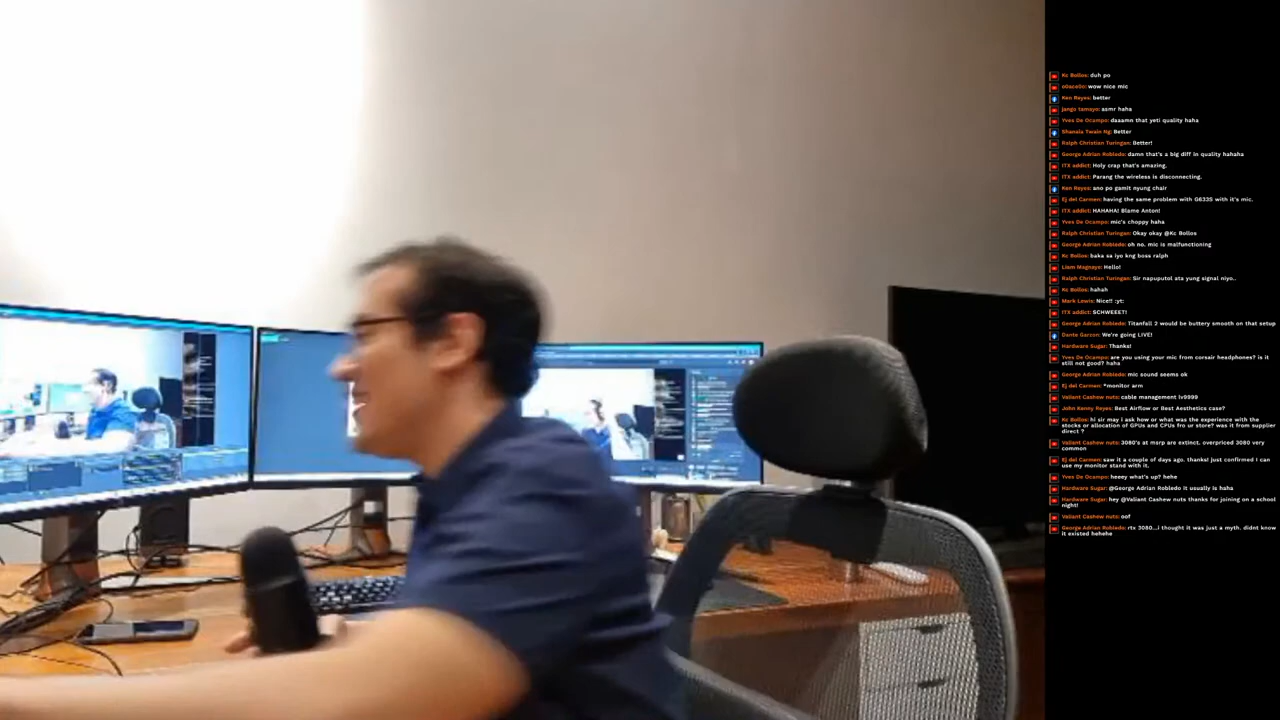 Kc Bollos: duh po
oliscello: wow nice mic
Ken Reyes: better
jango tamayo: asmr haha
Yves De Ocampo: daaamn that yeti quality haha
Shanaia Twain Ng: Better
Ralph Christian Turingan: Better!
George Adrian Robledo: damn that's a big diff in quality hahaha
ITX addict: Holy crap that's amazing.
ITX addict: Parang the wireless is disconnecting.
Ken Reyes: ano po gamit nyung chair
Ej del Carmen: having the same problem with G633S with it's mic.
ITX addict: HAHAHA! Blame Anton!
Yves De Ocampo: mic's choppy haha
Ralph Christian Turingan: Okay okay @Kc Bollos
George Adrian Robledo: oh no. mic is malfunctioning
Kc Bollos: baka sa iyo kng boss ralph
Liam Magnaye: Hello!
Ralph Christian Turingan: Sir napuputol ata yung signal niyo..
Kc Bollos: hahah
Mark Lewis: Nice!! :yt:
ITX addict: SCHWEEET!
George Adrian Robledo: Titanfall 2 would be buttery smooth on that setup
Dante Garcon: We're going LIVE!
Hardware Sugar: Thanks!
Yves De Ocampo: are you using your mic from corsair headphones? is it
still not good? haha
George Adrian Robledo: mic sound seems ok
Ej del Carmen: *monitor arm
Valiant Cashew nuts: cable management lv9999
John Kenny Reyes: Best Airflow or Best Aesthetics case?
Kc Bollos: hi sir may i ask how or what was the experience with the
stocks or allocation of GPUs and CPUs fro ur store? was it from supplier
direct ?
Valiant Cashew nuts: 3080's at msrp are extinct. overpriced 3080 very
common
Ej del Carmen: saw it a couple of days ago. thanks! just confirmed I can
use my monitor stand with it.
Yves De Ocampo: heeey what's up? hehe
Hardware Sugar: @George Adrian Robledo it usually is haha
Hardware Sugar: hey @Valiant Cashew nuts thanks for joining on a school
night!
Valiant Cashew nuts: oof
George Adrian Robledo: rtx 3080...i thought it was just a myth. didnt know
it existed hehehe